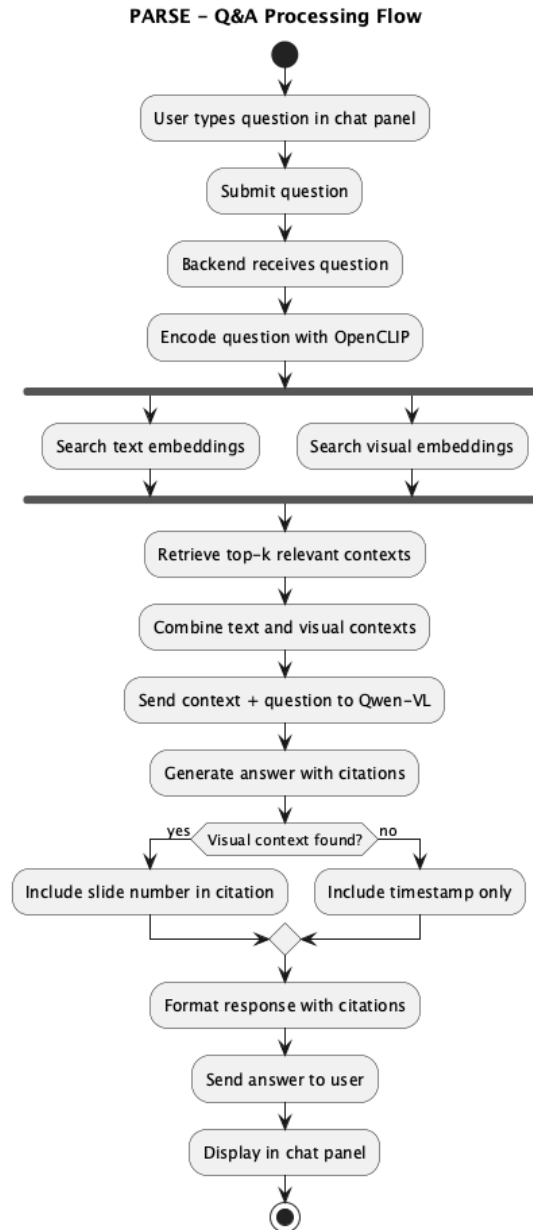 PARSE – Q&A Processing Flow
User types question in chat panel
Submit question
Backend receives question
Encode question with OpenCLIP
Search text embeddings
Search visual embeddings
Retrieve top-k relevant contexts
Combine text and visual contexts
Send context + question to Qwen-VL
Generate answer with citations
yes
Visual context found?
no
Include slide number in citation
Include timestamp only
Format response with citations
Send answer to user
Display in chat panel